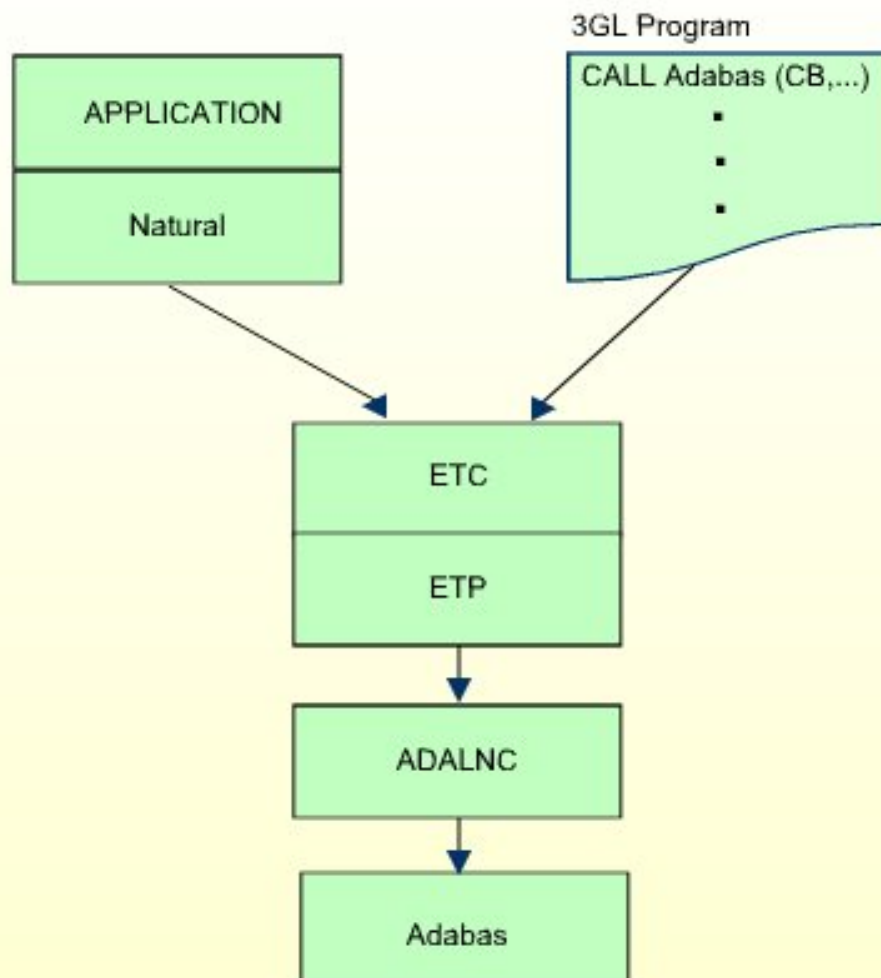 3GL Program
CALL Adabas (CB,...)
APPLICATION
Natural
ETC
ETP
ADALNC
Adabas